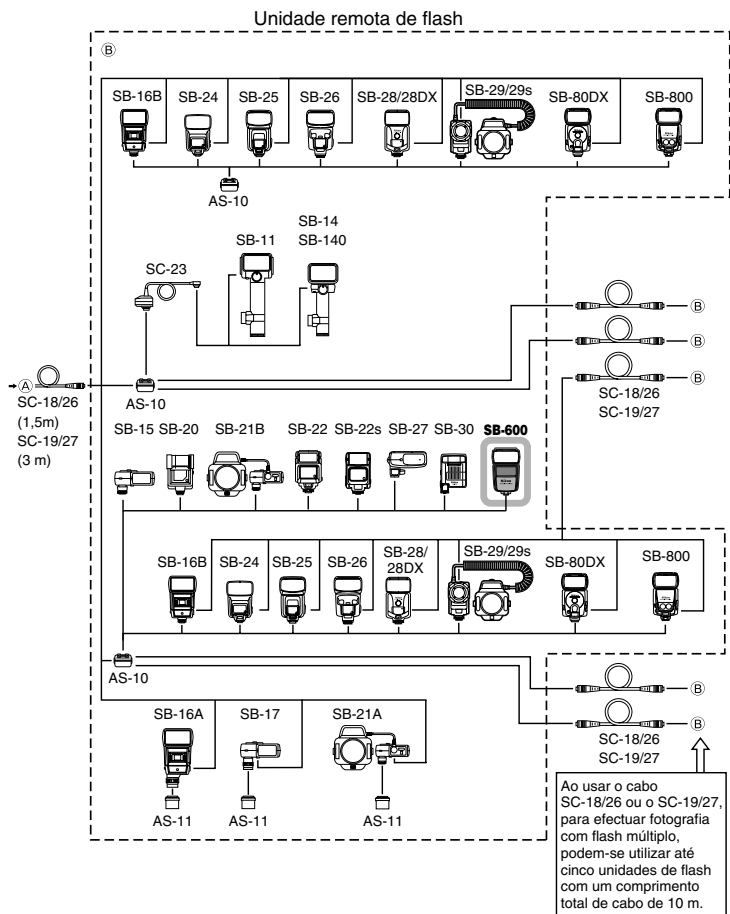 Unidade remota de flash
B
SB-16B SB-24 SB-25 SB-26 SB-28/28DX SB-29/29s SB-80DX SB-800
AS-10
SB-14
SB-11 SB-140
SC-23
B
B
B
SC-18/26
SC-19/27
A
SC-18/26
(1,5m)
SC-19/27
(3 m)
AS-10
SB-15 SB-20 SB-21B SB-22 SB-22s SB-27 SB-30 SB-600
SB-16B SB-24 SB-25 SB-26 SB-28/
28DX
SB-29/29s SB-80DX SB-800
AS-10
B
B
SC-18/26
SC-19/27
SB-16A SB-17 SB-21A
AS-11 AS-11 AS-11
Ao usar o cabo
SC-18/26 ou o SC-19/27,
para efectuar fotografia
com flash múltiplo,
podem-se utilizar até
cinco unidades de flash
com um comprimento
total de cabo de 10 m.